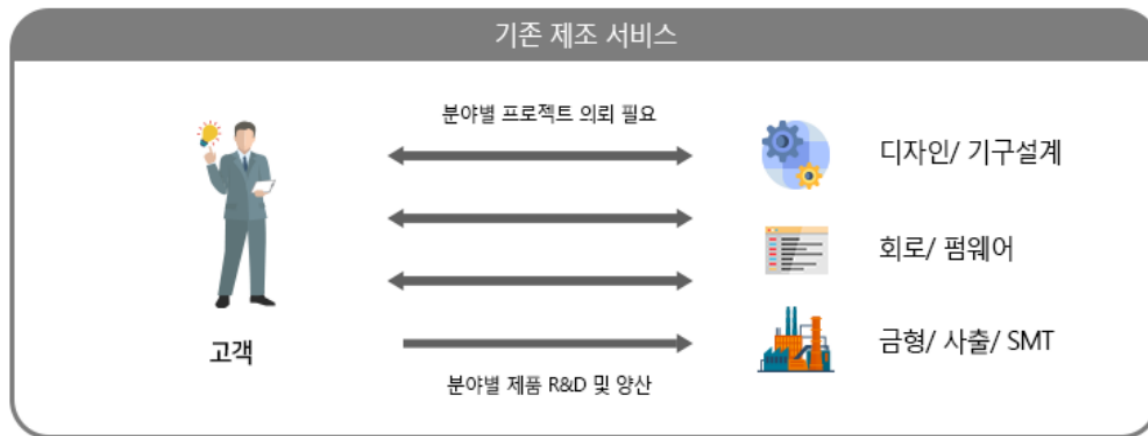 기존 제조 서비스
분야별 프로젝트 의뢰 필요
디자인/ 기구설계
회로/ 펌웨어
고객
금형/ 사출/ SMT
분야별 제품 R&D 및 양산